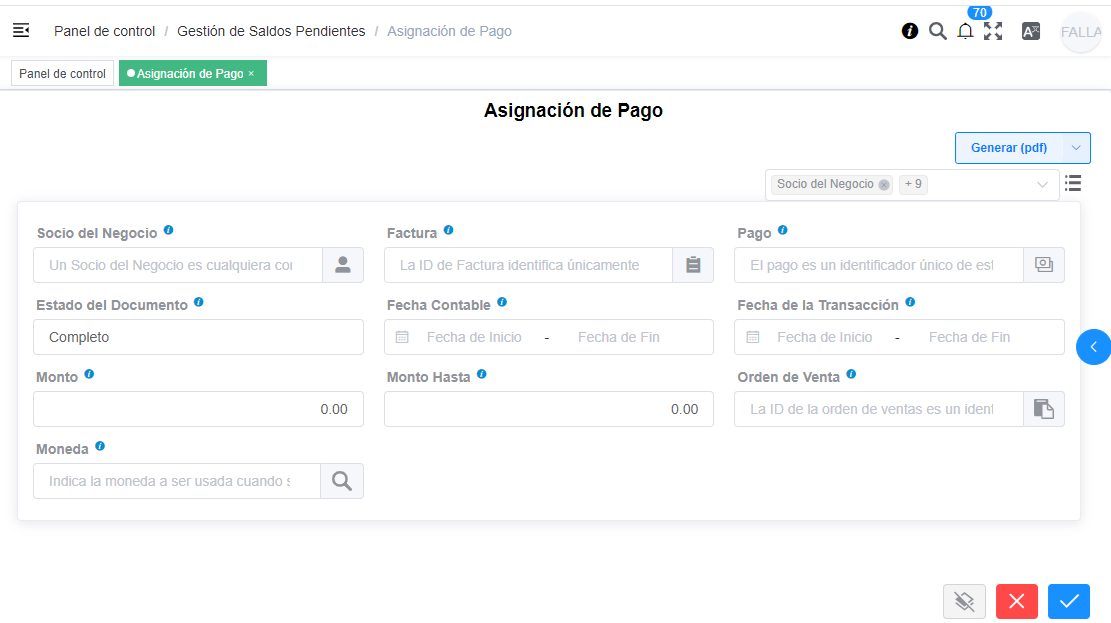 70
Panel de control / Gestión de Saldos Pendientes / Asignación de Pago
FALLA
Panel de control
Asignación de Pago ×
Asignación de Pago
Generar (pdf)
Socio del Negocio + 9
Socio del Negocio Factura Pago
Un Socio del Negocio es cualquiera con La ID de Factura identifica únicamente El pago es un identificador único de est
Estado del Documento Fecha Contable Fecha de la Transacción
Completo Fecha de Inicio - Fecha de Fin Fecha de Inicio - Fecha de Fin
Monto Monto Hasta Orden de Venta
0.00 0.00 La ID de la orden de ventas es un ident
Moneda
Indica la moneda a ser usada cuando s